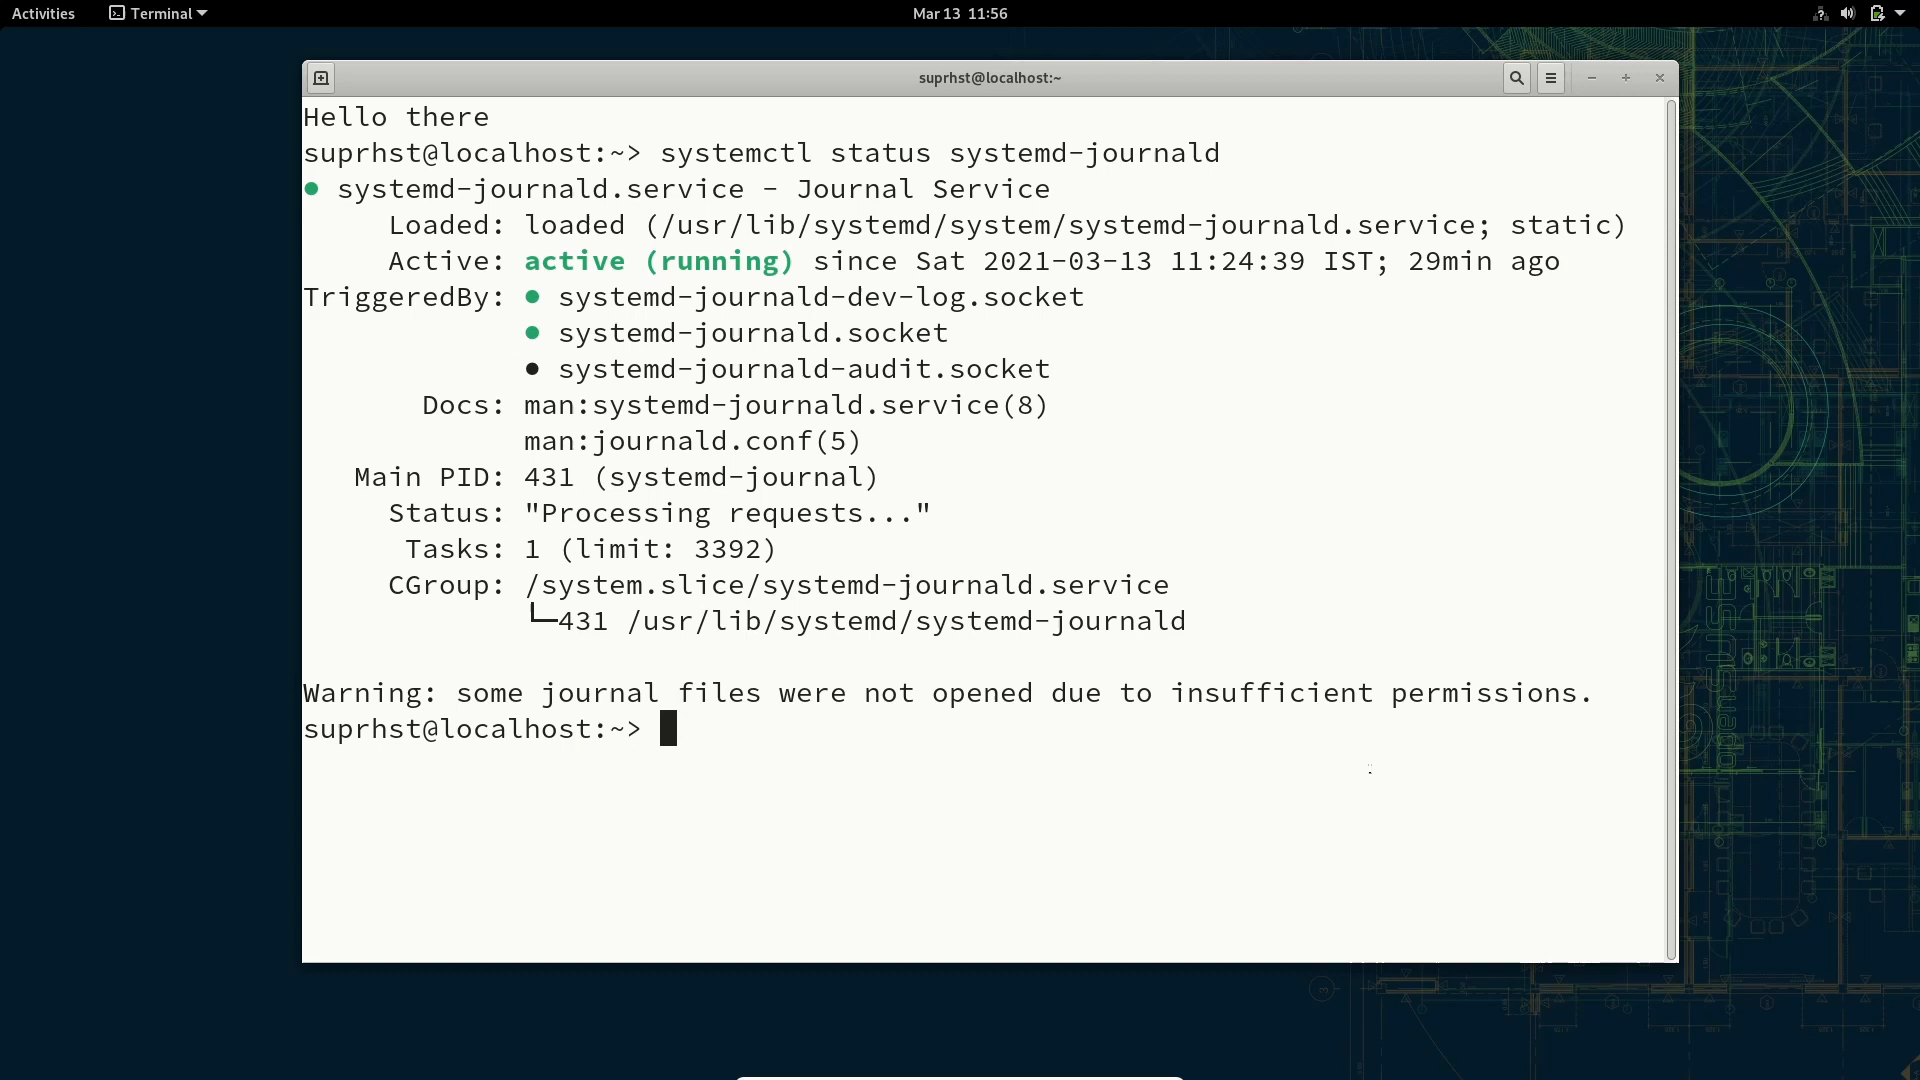 Activities Terminal Mar 13 11:56
suprhst@localhost:~
Hello there
suprhst@localhost:~> systemctl status systemd-journald
● systemd-journald.service - Journal Service
Loaded: loaded (/usr/lib/systemd/system/systemd-journald.service; static)
Active: active (running) since Sat 2021-03-13 11:24:39 IST; 29min ago
TriggeredBy: ● systemd-journald-dev-log.socket
● systemd-journald.socket
● systemd-journald-audit.socket
Docs: man:systemd-journald.service(8)
man:journald.conf(5)
Main PID: 431 (systemd-journal)
Status: "Processing requests..."
Tasks: 1 (limit: 3392)
CGroup: /system.slice/systemd-journald.service
└─431 /usr/lib/systemd/systemd-journald
Warning: some journal files were not opened due to insufficient permissions.
suprhst@localhost:~>
openSUSE